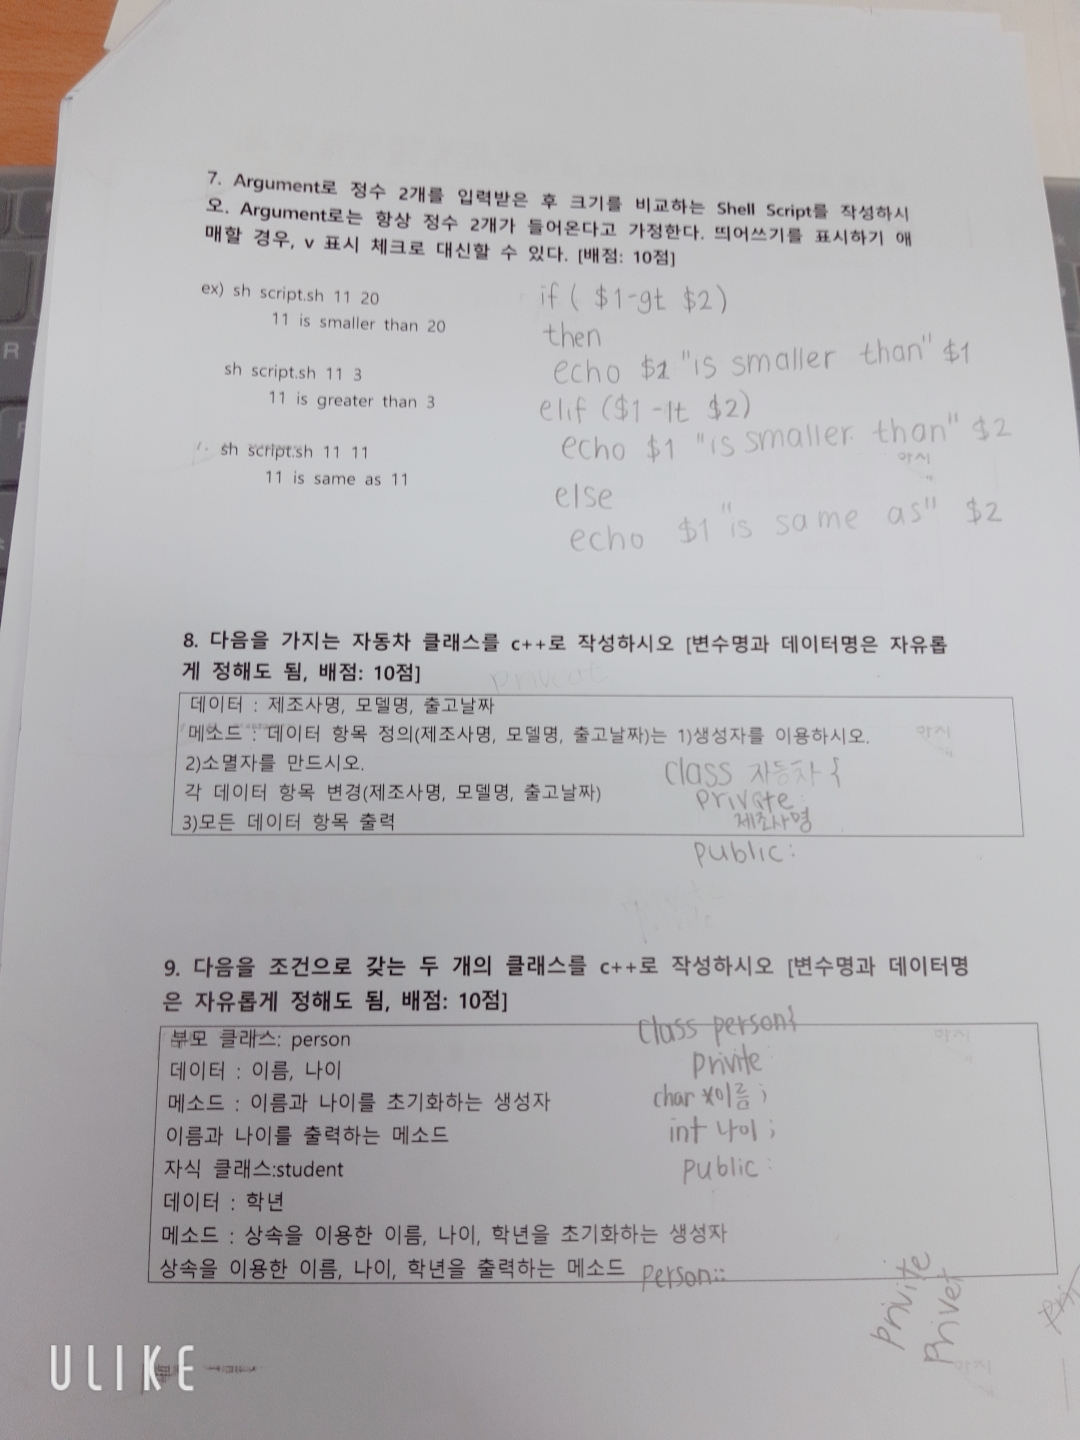 7. Argument로 정수 2개를 입력받은 후 크기를 비교하는 Shell Script를 작성하시
오. Argument로는 항상 정수 2개가 들어온다고 가정한다. 띄어쓰기를 표시하기 애
매할 경우, v 표시 체크로 대신할 수 있다. [배점: 10점]
ex) sh script.sh 11 20
11 is smaller than 20
sh script.sh 11 3
11 is greater than 3
sh script.sh 11 11
11 is same as 11
if ( $1-gt $2)
then
echo $2 "is smaller than" $1
elif ($1 -lt $2)
echo $1 "is smaller than" $2
else
echo $1 "is same as" $2
8. 다음을 가지는 자동차 클래스를 c++로 작성하시오 [변수명과 데이터명은 자유롭
게 정해도 됨, 배점: 10점]
데이터 : 제조사명, 모델명, 출고날짜
메소드 : 데이터 항목 정의(제조사명, 모델명, 출고날짜)는 1)생성자를 이용하시오.
2)소멸자를 만드시오.
각 데이터 항목 변경(제조사명, 모델명, 출고날짜)
3)모든 데이터 항목 출력
class 자동차 {
private:
제조사명
public:
9. 다음을 조건으로 갖는 두 개의 클래스를 c++로 작성하시오 [변수명과 데이터명
은 자유롭게 정해도 됨, 배점: 10점]
부모 클래스: person
데이터 : 이름, 나이
메소드 : 이름과 나이를 초기화하는 생성자
이름과 나이를 출력하는 메소드
자식 클래스:student
데이터 : 학년
메소드 : 상속을 이용한 이름, 나이, 학년을 초기화하는 생성자
상속을 이용한 이름, 나이, 학년을 출력하는 메소드
class person{
privite:
char *이름;
int 나이;
public:
person::
privite
privet
ULIKE